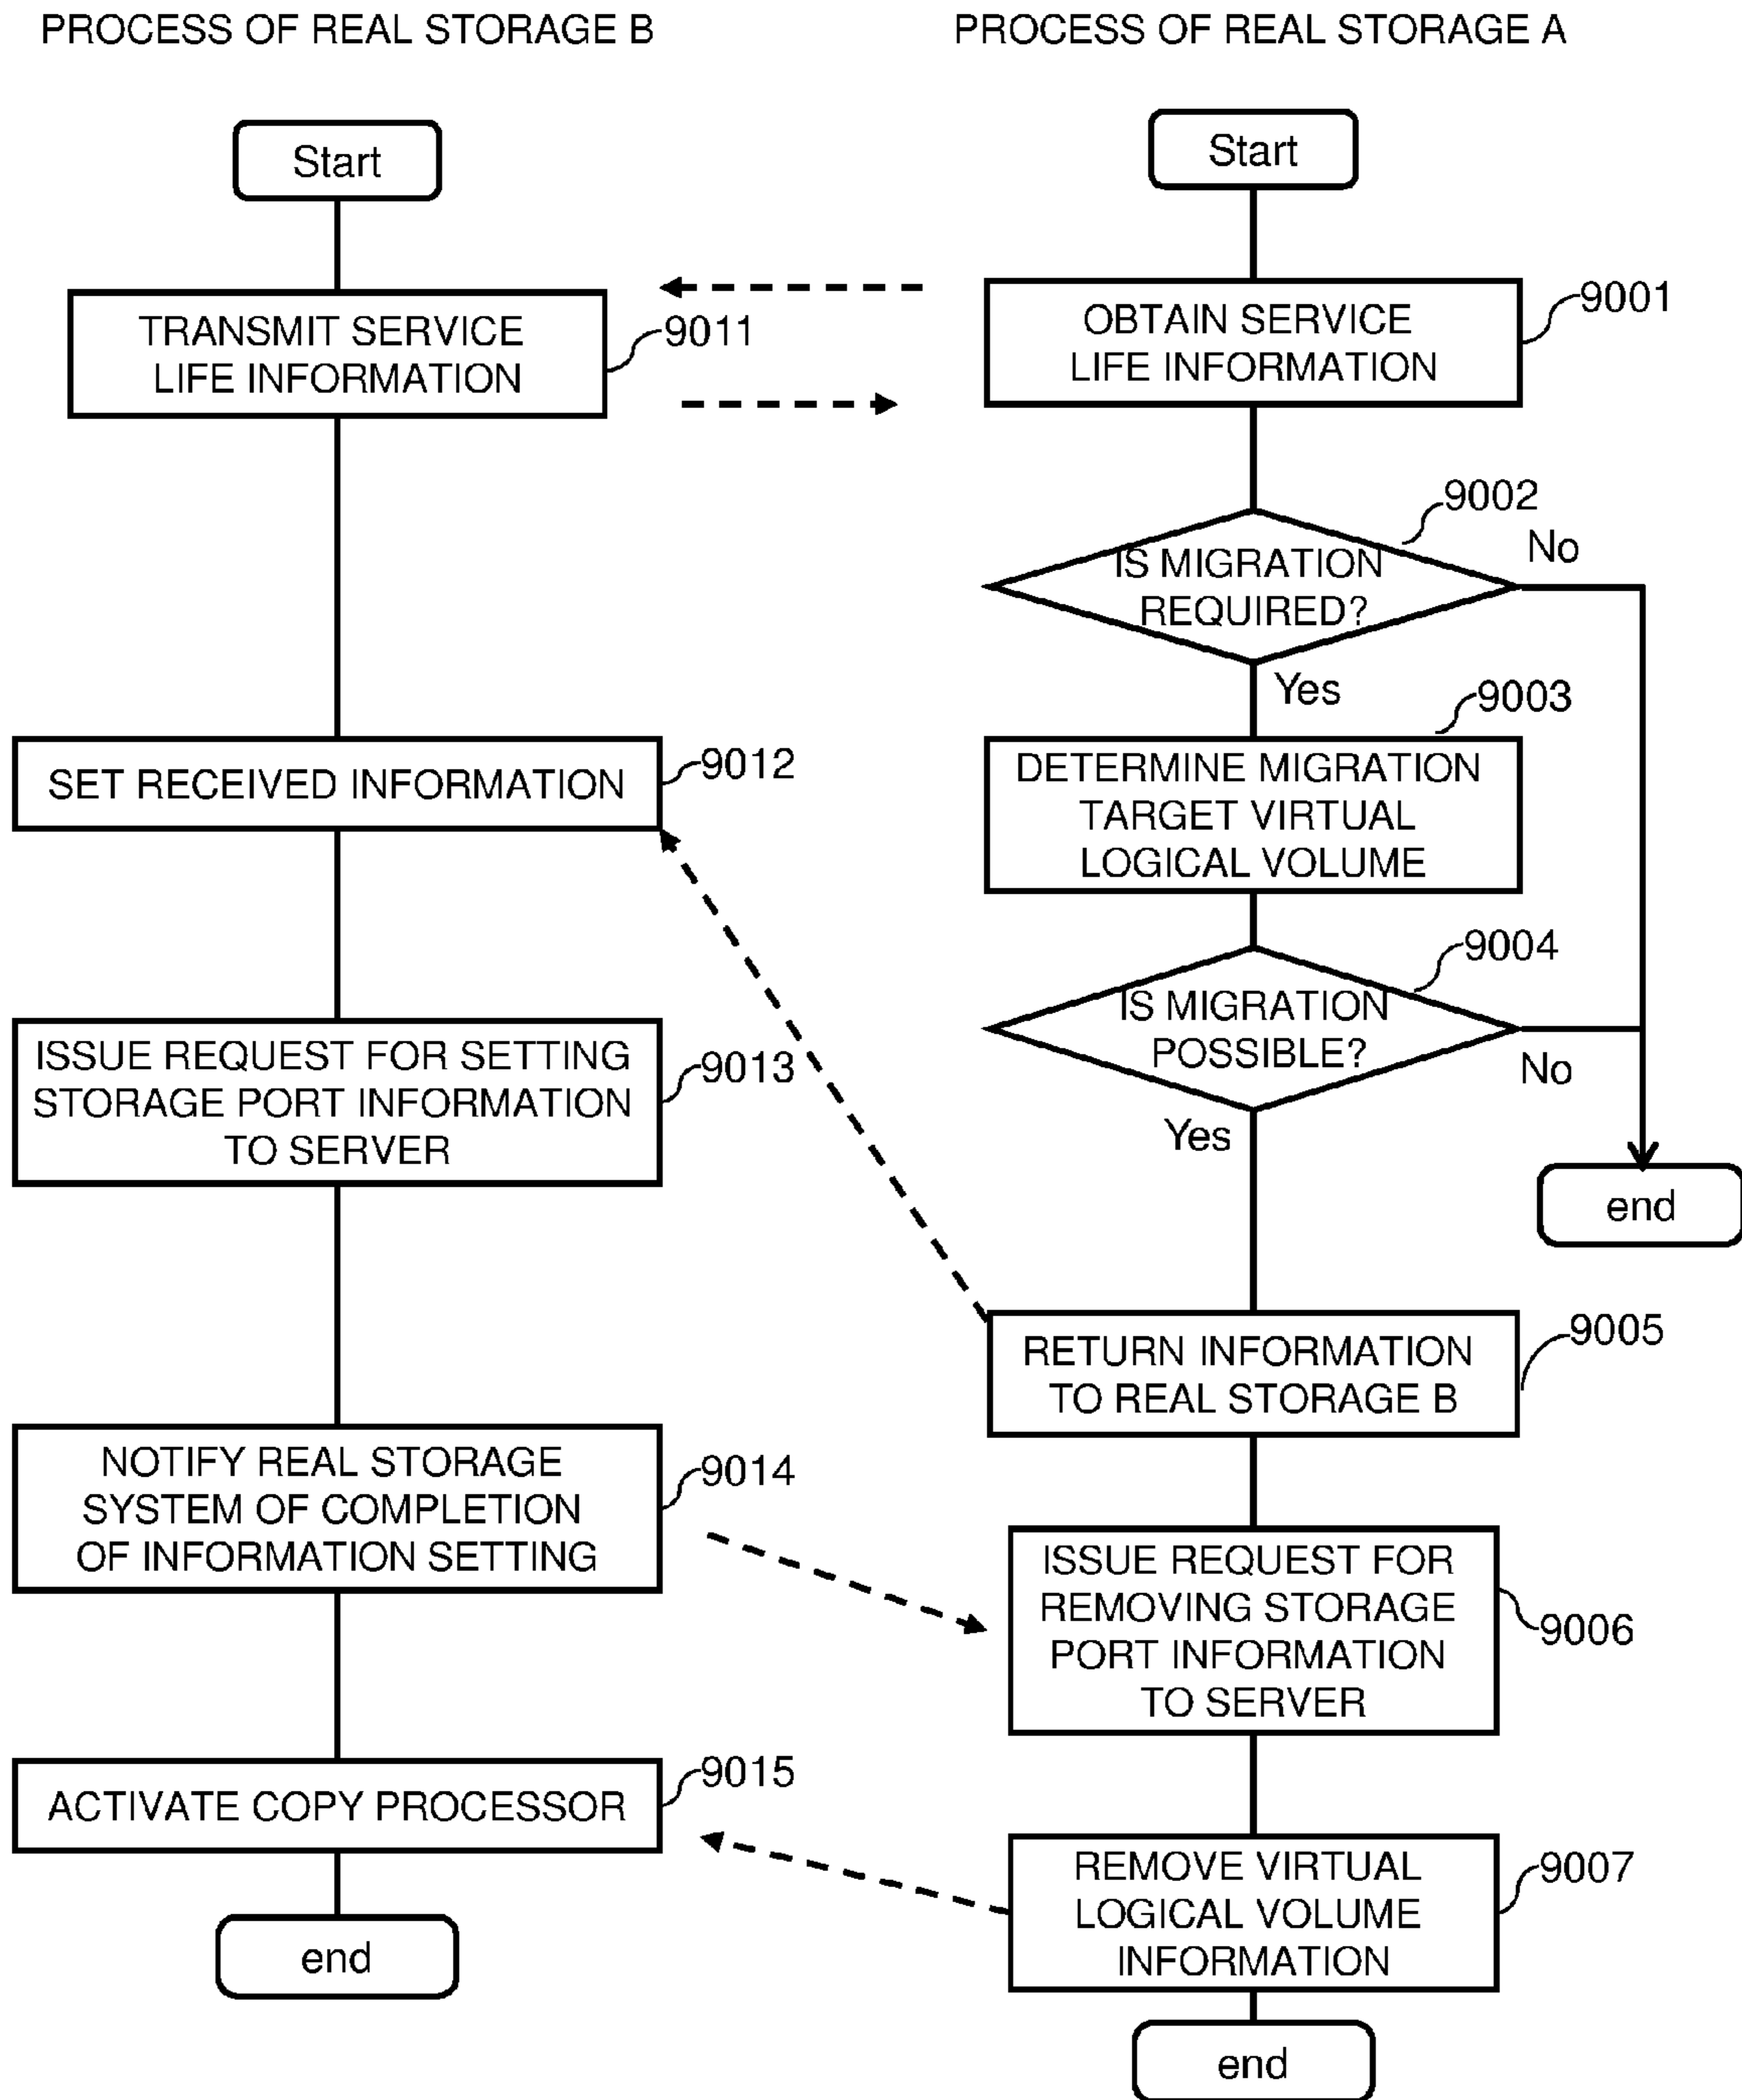 PROCESS OF REAL STORAGE B
Start
TRANSMIT SERVICE
LIFE INFORMATION
9011
SET RECEIVED INFORMATION
9012
ISSUE REQUEST FOR SETTING
STORAGE PORT INFORMATION
TO SERVER
9013
NOTIFY REAL STORAGE
SYSTEM OF COMPLETION
OF INFORMATION SETTING
9014
ACTIVATE COPY PROCESSOR
9015
end
PROCESS OF REAL STORAGE A
Start
OBTAIN SERVICE
LIFE INFORMATION
9001
IS MIGRATION
REQUIRED?
9002
No
Yes
DETERMINE MIGRATION
TARGET VIRTUAL
LOGICAL VOLUME
9003
IS MIGRATION
POSSIBLE?
9004
No
Yes
end
RETURN INFORMATION
TO REAL STORAGE B
9005
ISSUE REQUEST FOR
REMOVING STORAGE
PORT INFORMATION
TO SERVER
9006
REMOVE VIRTUAL
LOGICAL VOLUME
INFORMATION
9007
end